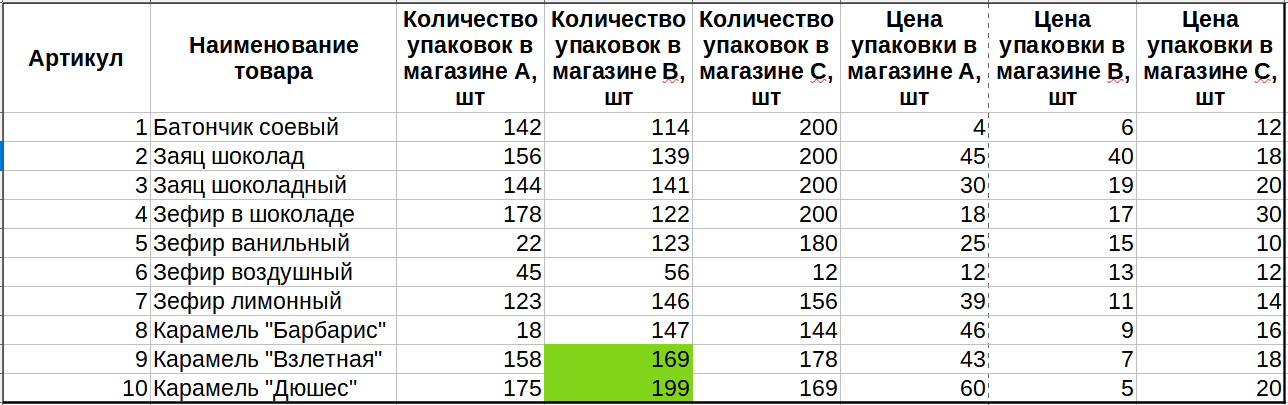 Артикул Наименование товара Количество упаковок в магазине А, шт Количество упаковок в магазине В, шт Количество упаковок в магазине С, шт Цена упаковки в магазине А, шт Цена упаковки в магазине В, шт Цена упаковки в магазине С, шт
1 Батончик соевый 142 114 200 4 6 12
2 Заяц шоколад 156 139 200 45 40 18
3 Заяц шоколадный 144 141 200 30 19 20
4 Зефир в шоколаде 178 122 200 18 17 30
5 Зефир ванильный 22 123 180 25 15 10
6 Зефир воздушный 45 56 12 12 13 12
7 Зефир лимонный 123 146 156 39 11 14
8 Карамель "Барбарис" 18 147 144 46 9 16
9 Карамель "Взлетная" 158 169 178 43 7 18
10 Карамель "Дюшес" 175 199 169 60 5 20